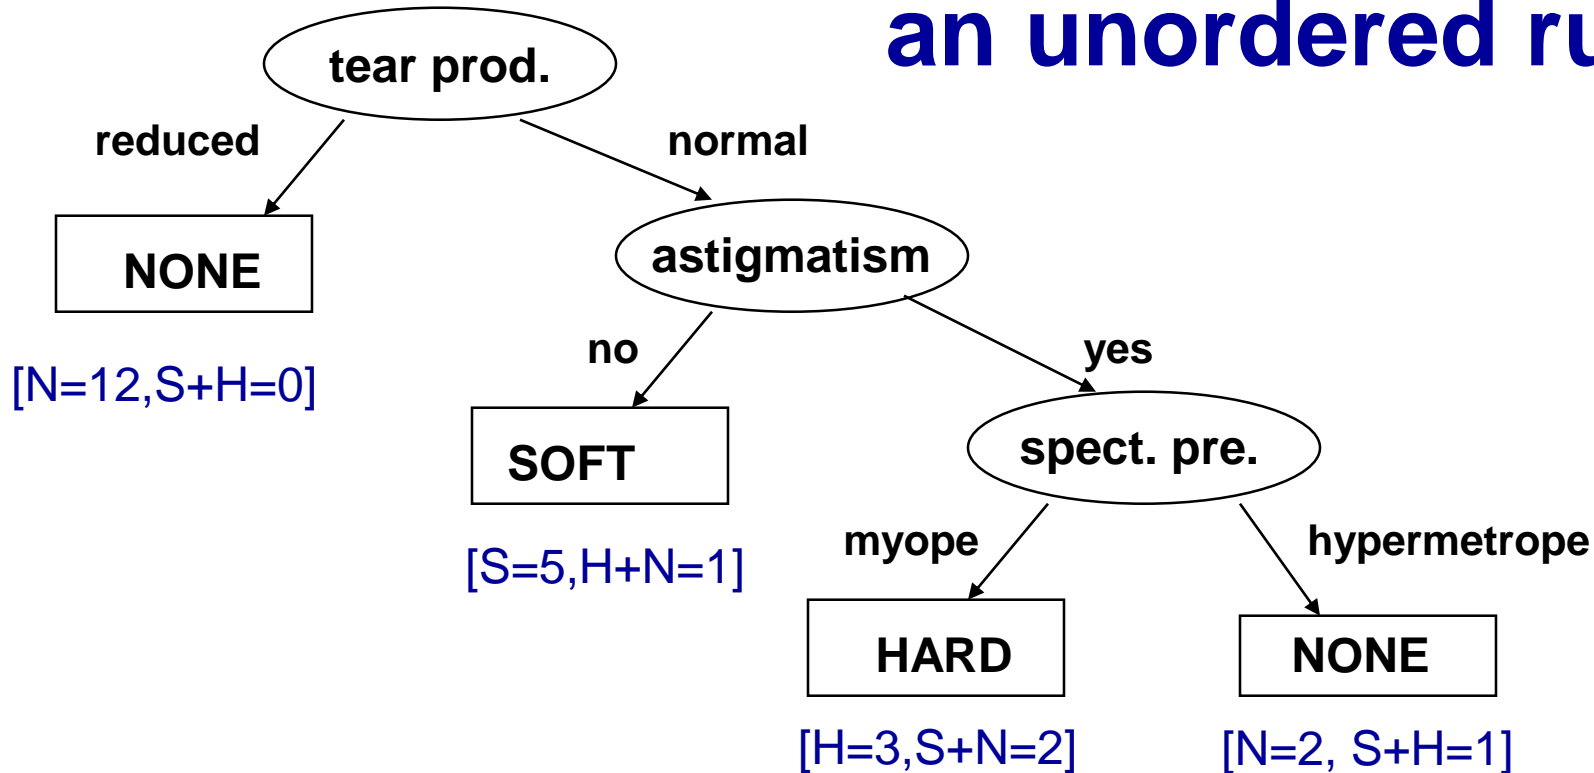 an unordered ru
tear prod.
reduced
normal
NONE
astigmatism
[N=12,S+H=0]
no
yes
SOFT
spect. pre.
[S=5,H+N=1]
myope
hypermetrope
HARD
NONE
[H=3,S+N=2]
[N=2, S+H=1]